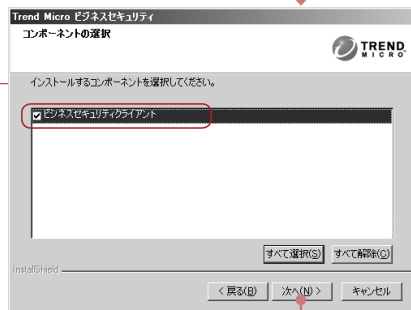 Trend Micro ビジネスセキュリティ
コンポーネントの選択
TREND
MICRO
インストールするコンポーネントを選択してください。
ビジネスセキュリティクライアント
すべて選択(S) すべて解除(C)
InstallShield
< 戻る(B) 次へ(N) > キャンセル